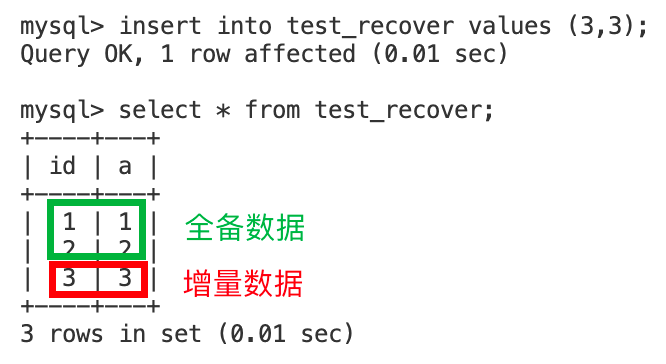 mysql> insert into test_recover values (3,3);
Query OK, 1 row affected (0.01 sec)
mysql> select * from test_recover;
+----+---+
| id | a |
+----+---+
| 1 | 1 | 全备数据
| 2 | 2 |
| 3 | 3 | 增量数据
+----+---+
3 rows in set (0.01 sec)